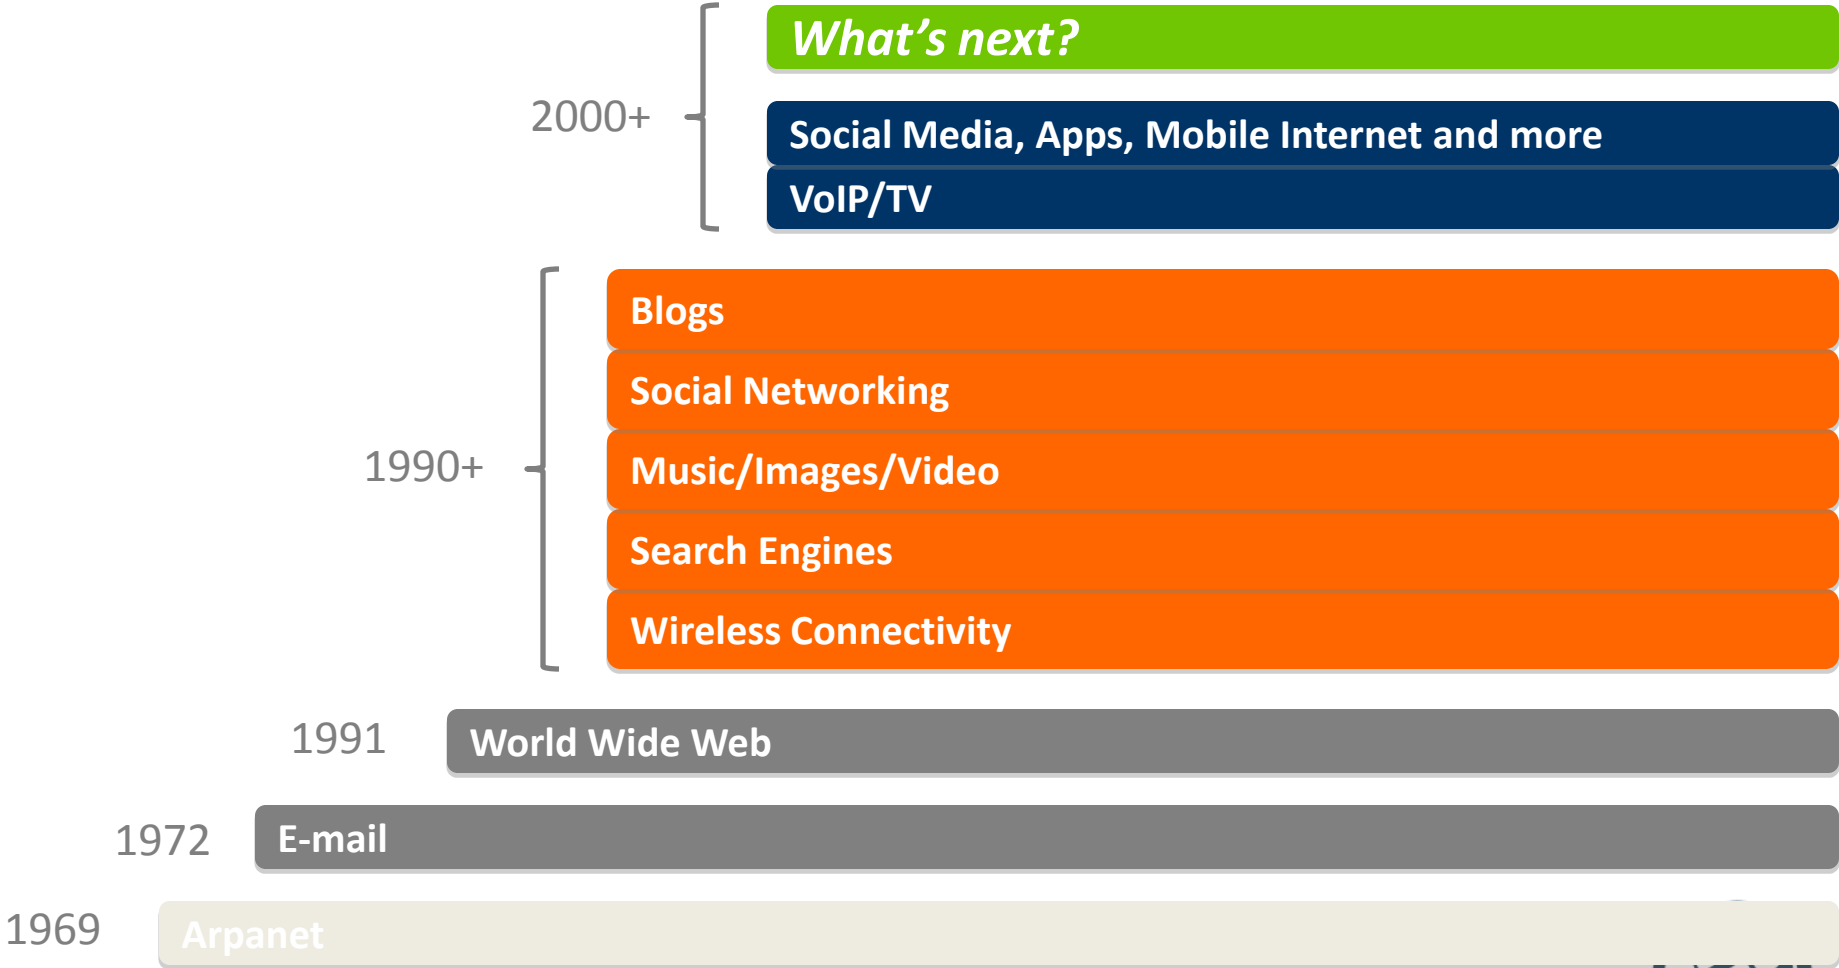 What's next?
2000+
Social Media, Apps, Mobile Internet and more
VoIP/TV
Blogs
Social Networking
1990+
Music/Images/Video
Search Engines
Wireless Connectivity
1991
World Wide Web
1972
E-mail
1969
Arpanet